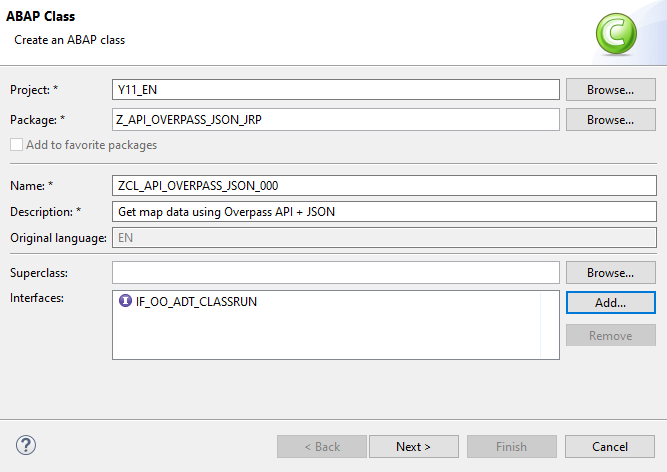 ABAP Class
Create an ABAP class
C
Project: * Y11_EN Browse...
Package: * Z_API_OVERPASS_JSON_JRP Browse...
Add to favorite packages
Name: * ZCL_API_OVERPASS_JSON_000
Description: * Get map data using Overpass API + JSON
Original language: EN
Superclass: Browse...
Interfaces: I IF_OO_ADT_CLASSRUN Add...
Remove
? < Back Next > Finish Cancel